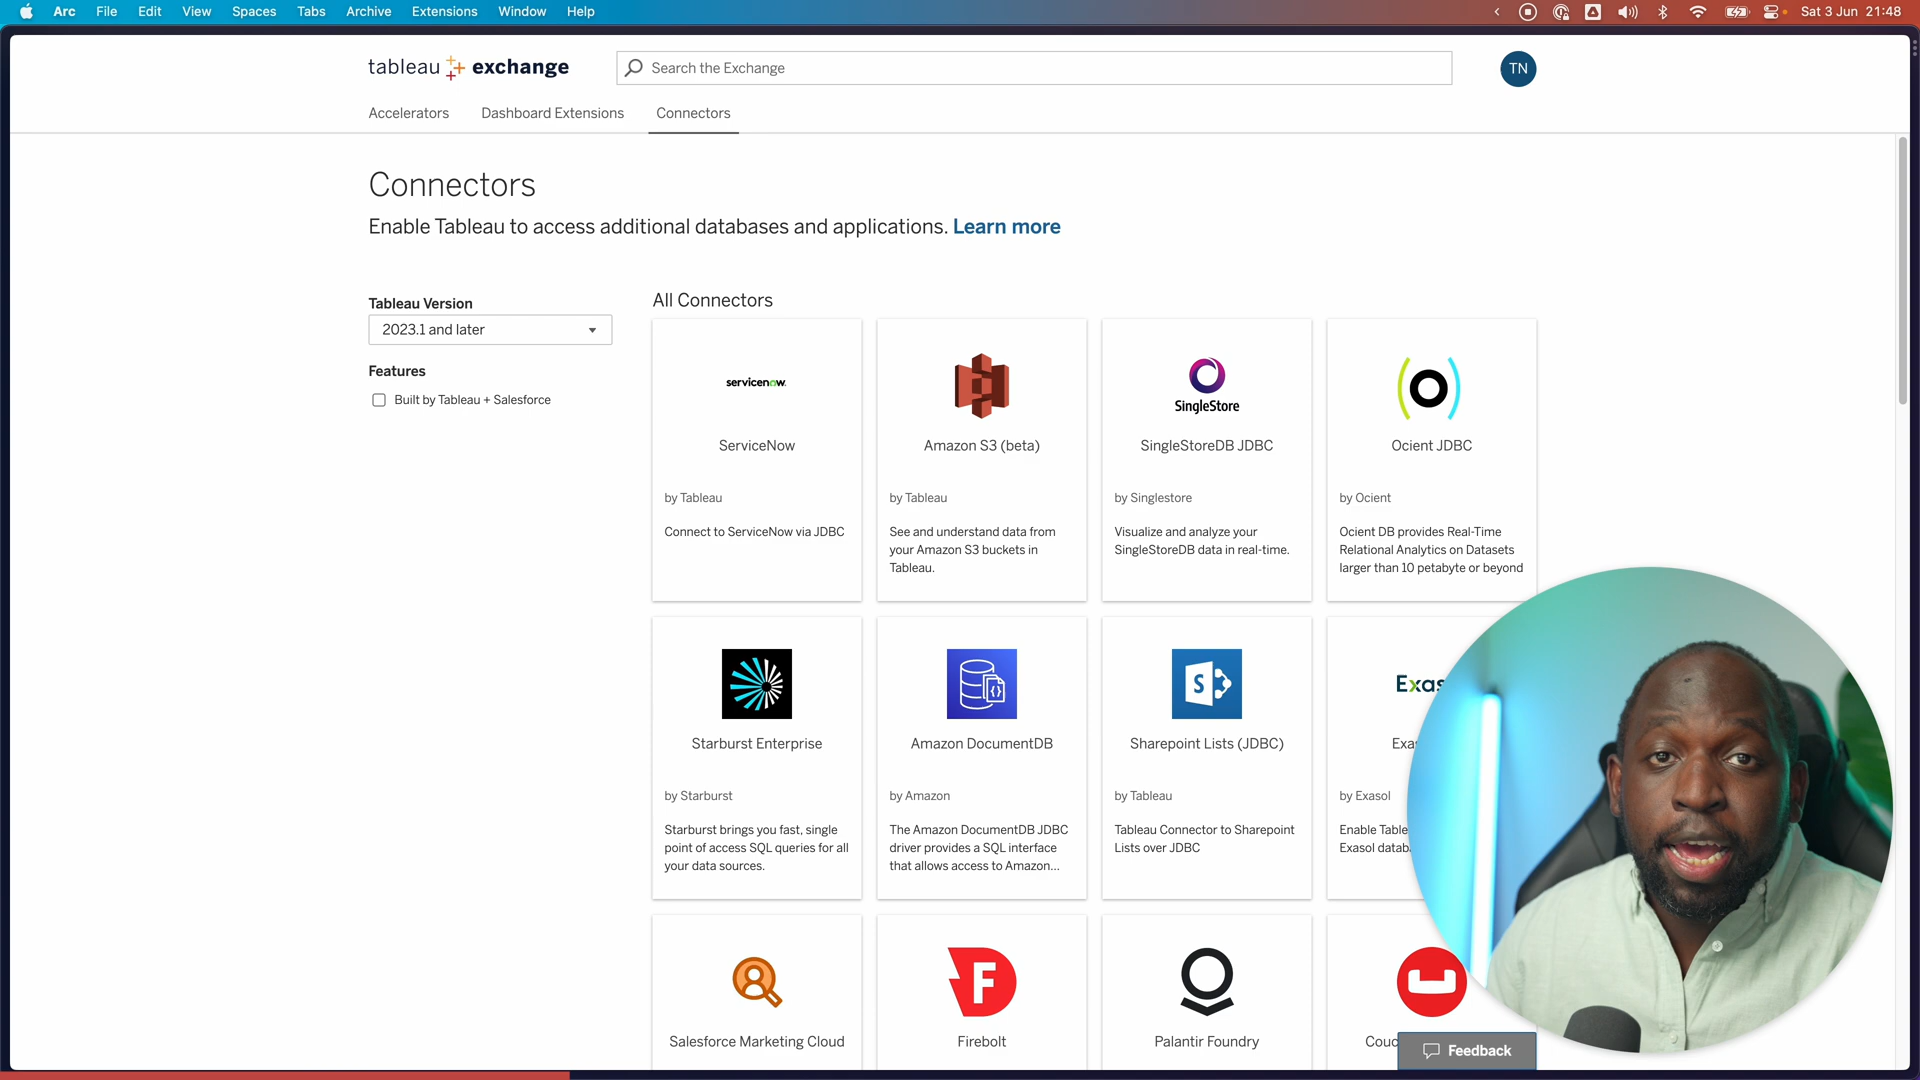 Arc File Edit View Spaces Tabs Archive Extensions Window Help Sat 3 Jun 21:48
tableau exchange
Search the Exchange
TN
Accelerators Dashboard Extensions Connectors
Connectors
Enable Tableau to access additional databases and applications. Learn more
Tableau Version
2023.1 and later
Features
Built by Tableau + Salesforce
All Connectors
servicenow.
ServiceNow
by Tableau
Connect to ServiceNow via JDBC
Amazon S3 (beta)
by Tableau
See and understand data from
your Amazon S3 buckets in
Tableau.
SingleStore
SingleStoreDB JDBC
by Singlestore
Visualize and analyze your
SingleStoreDB data in real-time.
Ocient JDBC
by Ocient
Ocient DB provides Real-Time
Relational Analytics on Datasets
larger than 10 petabyte or beyond
Starburst Enterprise
by Starburst
Starburst brings you fast, single
point of access SQL queries for all
your data sources.
Amazon DocumentDB
by Amazon
The Amazon DocumentDB JDBC
driver provides a SQL interface
that allows access to Amazon...
S
Sharepoint Lists (JDBC)
by Tableau
Tableau Connector to Sharepoint
Lists over JDBC
Exas
Exa
by Exasol
Enable Table
Exasol datab
Salesforce Marketing Cloud
F
Firebolt
Palantir Foundry
Couc
Feedback